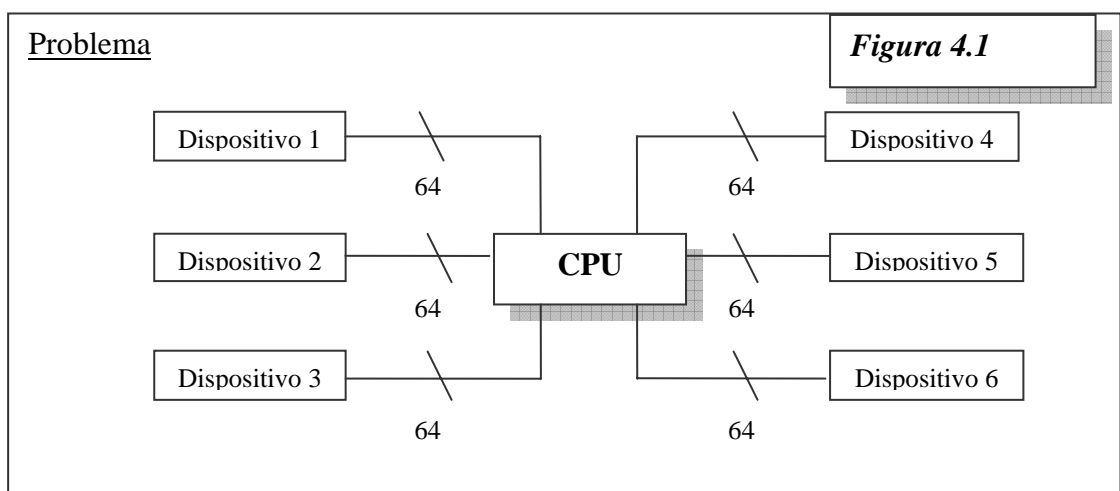 Problema
Figura 4.1
Dispositivo 1
Dispositivo 4
64
64
Dispositivo 2
CPU
Dispositivo 5
64
64
Dispositivo 3
Dispositivo 6
64
64